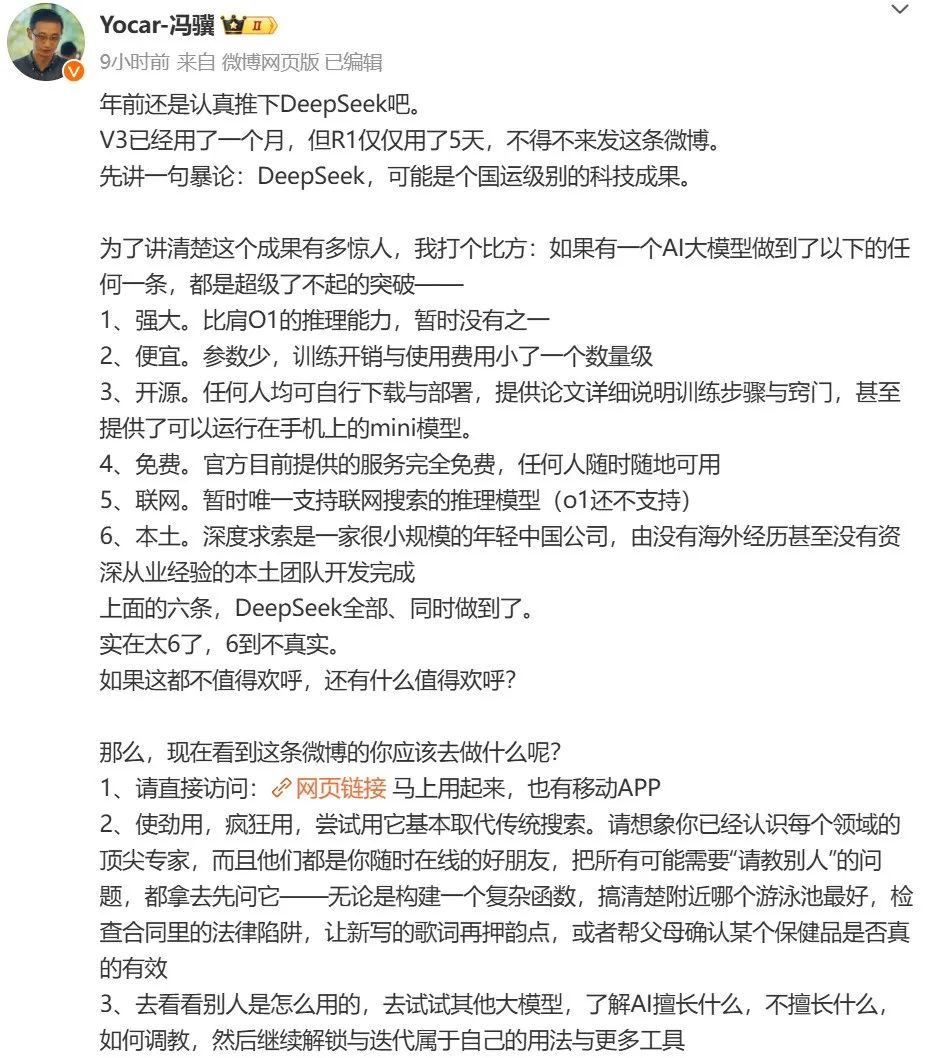 Yocar-冯骥 II
9小时前 来自 微博网页版 已编辑
年前还是认真推下DeepSeek吧。
V3已经用了一个月，但R1仅仅用了5天，不得不来发这条微博。
先讲一句暴论：DeepSeek，可能是个国运级别的科技成果。
为了讲清楚这个成果有多惊人，我打个比方：如果有一个AI大模型做到了以下的任
何一条，都是超级了不起的突破——
1、强大。比肩O1的推理能力，暂时没有之一
2、便宜。参数少，训练开销与使用费用小了一个数量级
3、开源。任何人均可自行下载与部署，提供论文详细说明训练步骤与窍门，甚至
提供了可以运行在手机上的mini模型。
4、免费。官方目前提供的服务完全免费，任何人随时随地可用
5、联网。暂时唯一支持联网搜索的推理模型（o1还不支持）
6、本土。深度求索是一家很小规模的年轻中国公司，由没有海外经历甚至没有资
深从业经验的本土团队开发完成
上面的六条，DeepSeek全部、同时做到了。
实在太6了，6到不真实。
如果这都不值得欢呼，还有什么值得欢呼？
那么，现在看到这条微博的你应该去做什么呢？
1、请直接访问：网页链接 马上用起来，也有移动APP
2、使劲用，疯狂用，尝试用它基本取代传统搜索。请想象你已经认识每个领域的
顶尖专家，而且他们都是你随时在线的好朋友，把所有可能需要“请教别人”的问
题，都拿去先问它——无论是构建一个复杂函数，搞清楚附近哪个游泳池最好，检
查合同里的法律陷阱，让新写的歌词再押韵点，或者帮父母确认某个保健品是否真
的有效
3、去看看别人是怎么用的，去试试其他大模型，了解AI擅长什么，不擅长什么，
如何调教，然后继续解锁与迭代属于自己的用法与更多工具